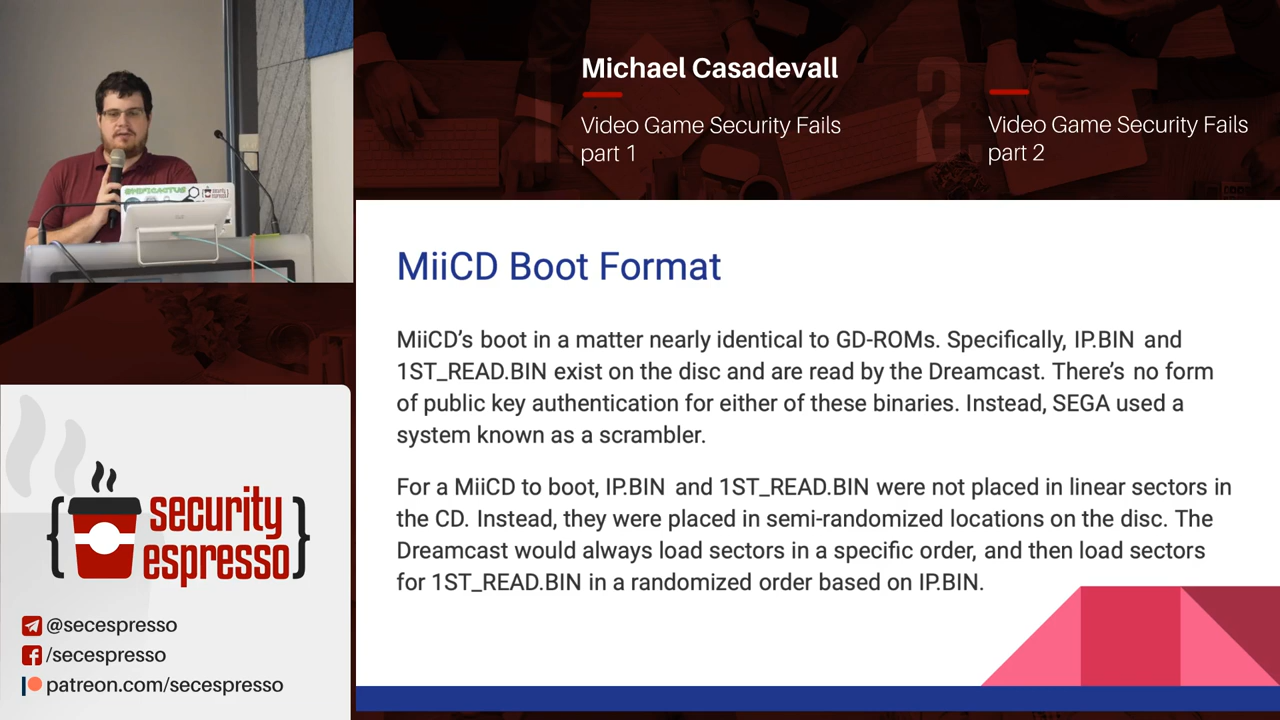 Michael Casadevall
1.
Video Game Security Fails
part 1
2.
Video Game Security Fails
part 2
MiiCD Boot Format
MiiCD's boot in a matter nearly identical to GD-ROMs. Specifically, IP.BIN and
1ST_READ.BIN exist on the disc and are read by the Dreamcast. There's no form
of public key authentication for either of these binaries. Instead, SEGA used a
system known as a scrambler.
For a MiiCD to boot, IP.BIN and 1ST_READ.BIN were not placed in linear sectors in
the CD. Instead, they were placed in semi-randomized locations on the disc. The
Dreamcast would always load sectors in a specific order, and then load sectors
for 1ST_READ.BIN in a randomized order based on IP.BIN.
{ security
espresso }
@secespresso
/secespresso
patreon.com/secespresso